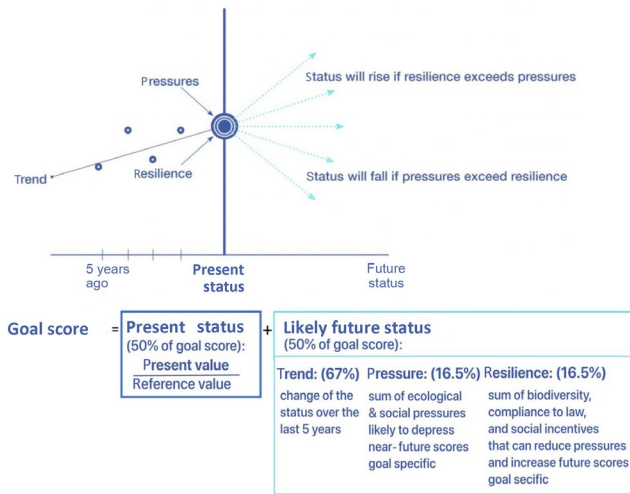 Pressures
Status will rise if resilience exceeds pressures
Trend
Resilience
Status will fall if pressures exceed resilience
5 years
ago
Present
status
Future
status
Goal score = Present status + Likely future status
(50% of goal score):
Present value
Reference value
(50% of goal score):
Trend: (67%)
change of the
status over the
last 5 years
Pressure: (16.5%)
sum of ecological
& social pressures
likely to depress
near-future scores
goal specific
Resilience: (16.5%)
sum of biodiversity,
compliance to law,
and social incentives
that can reduce pressures
and increase future scores
goal secific